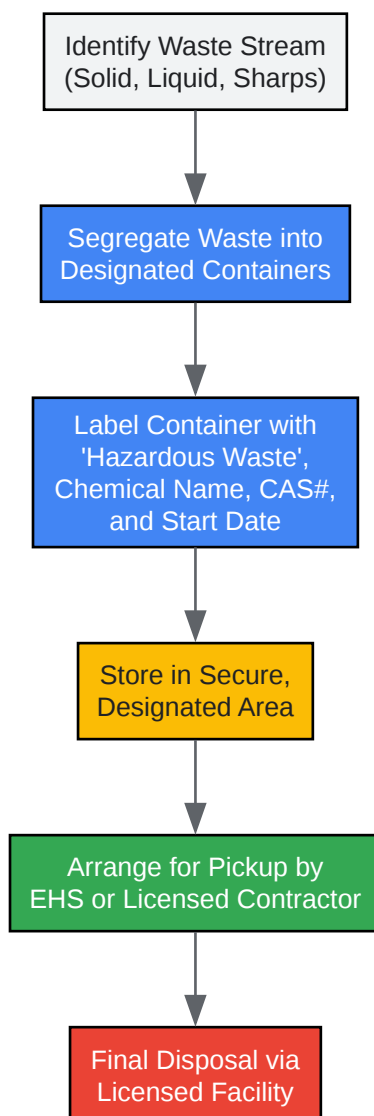 Identify Waste Stream
(Solid, Liquid, Sharps)
Segregate Waste into
Designated Containers
Label Container with
'Hazardous Waste',
Chemical Name, CAS#,
and Start Date
Store in Secure,
Designated Area
Arrange for Pickup by
EHS or Licensed Contractor
Final Disposal via
Licensed Facility